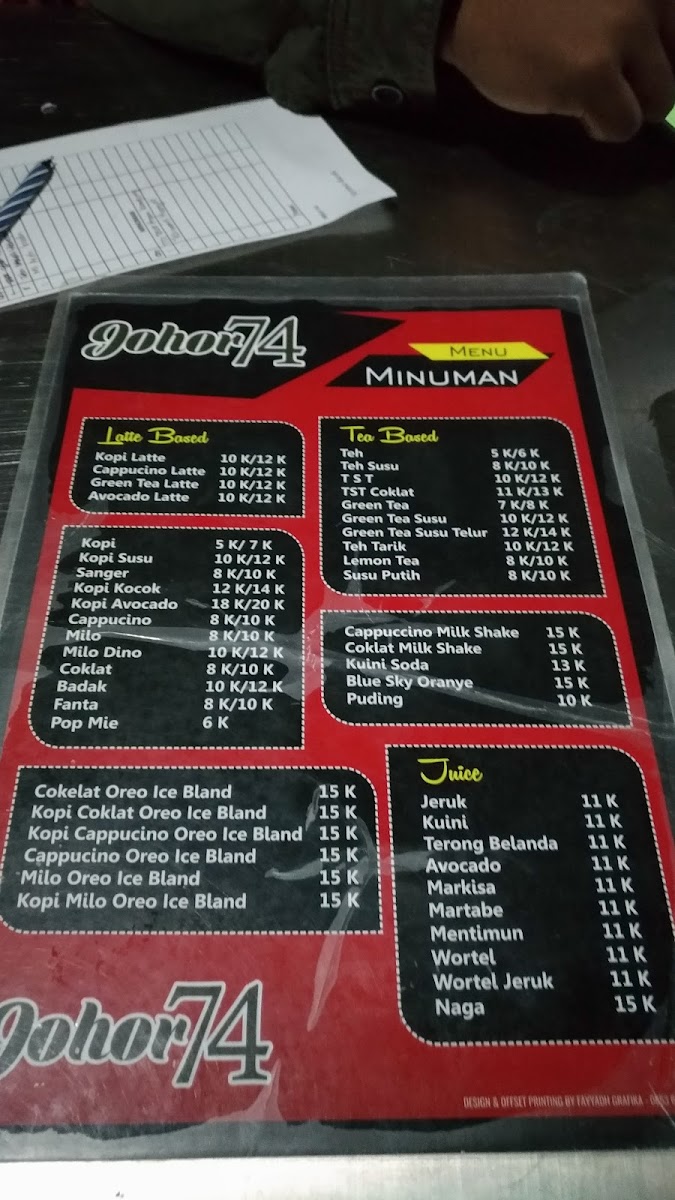 Johor74
MENU
MINUMAN
Latte Based
Kopi Latte 10 K/12 K
Cappucino Latte 10 K/12 K
Green Tea Latte 10 K/12 K
Avocado Latte 10 K/12 K
Kopi 5 K/ 7 K
Kopi Susu 10 K/12 K
Sanger 8 K/10 K
Kopi Kocok 12 K/14 K
Kopi Avocado 18 K/20 K
Cappucino 8 K/10 K
Milo 8 K/10 K
Milo Dino 10 K/12 K
Coklat 8 K/10 K
Badak 10 K/12 K
Fanta 8 K/10 K
Pop Mie 6 K
Cokelat Oreo Ice Bland 15 K
Kopi Coklat Oreo Ice Bland 15 K
Kopi Cappucino Oreo Ice Bland 15 K
Cappucino Oreo Ice Bland 15 K
Milo Oreo Ice Bland 15 K
Kopi Milo Oreo Ice Bland 15 K
Tea Based
Teh 5 K/6 K
Teh Susu 8 K/10 K
T S T 10 K/12 K
TST Coklat 11 K/13 K
Green Tea 7 K/8 K
Green Tea Susu 10 K/12 K
Green Tea Susu Telur 12 K/14 K
Teh Tarik 10 K/12 K
Lemon Tea 8 K/10 K
Susu Putih 8 K/10 K
Cappuccino Milk Shake 15 K
Coklat Milk Shake 15 K
Kuini Soda 13 K
Blue Sky Oranye 15 K
Puding 10 K
Juice
Jeruk 11 K
Kuini 11 K
Terong Belanda 11 K
Avocado 11 K
Markisa 11 K
Martabe 11 K
Mentimun 11 K
Wortel 11 K
Wortel Jeruk 11 K
Naga 15 K
Johor74
DESIGN & OFFSET PRINTING BY FAYYADH GRAFIKA - 0853